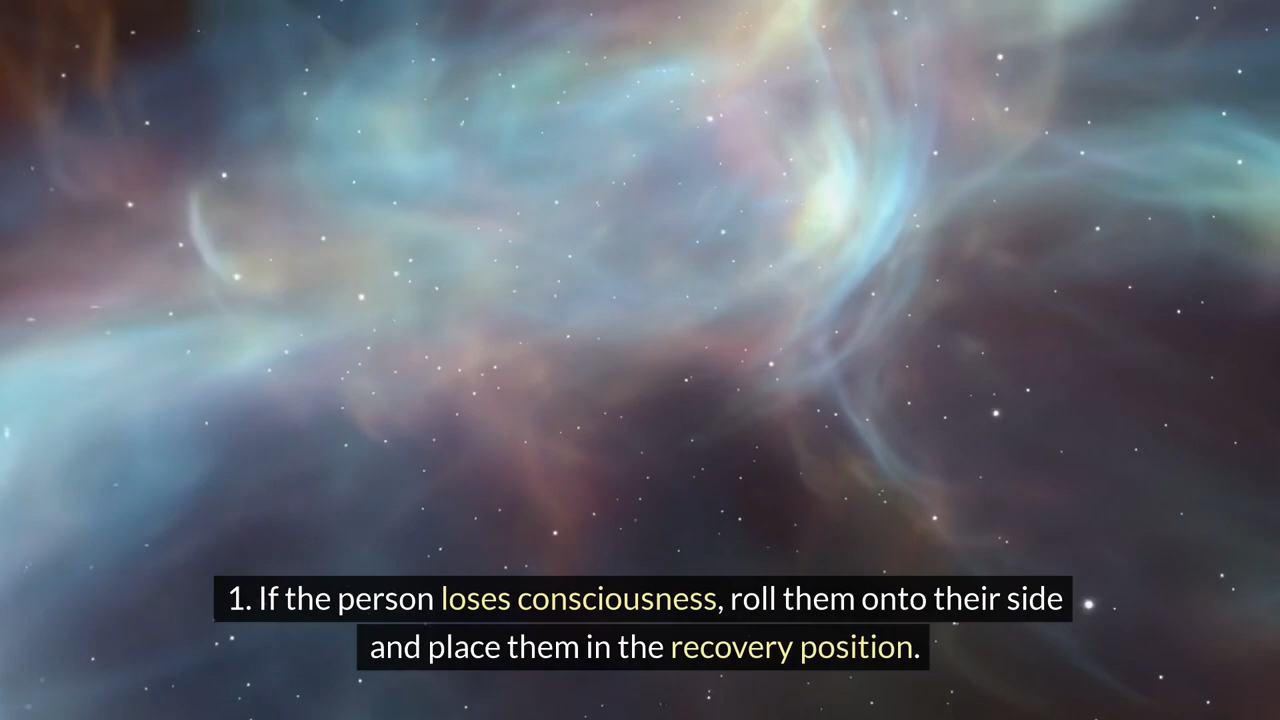 1. If the person loses consciousness, roll them onto their side
and place them in the recovery position.